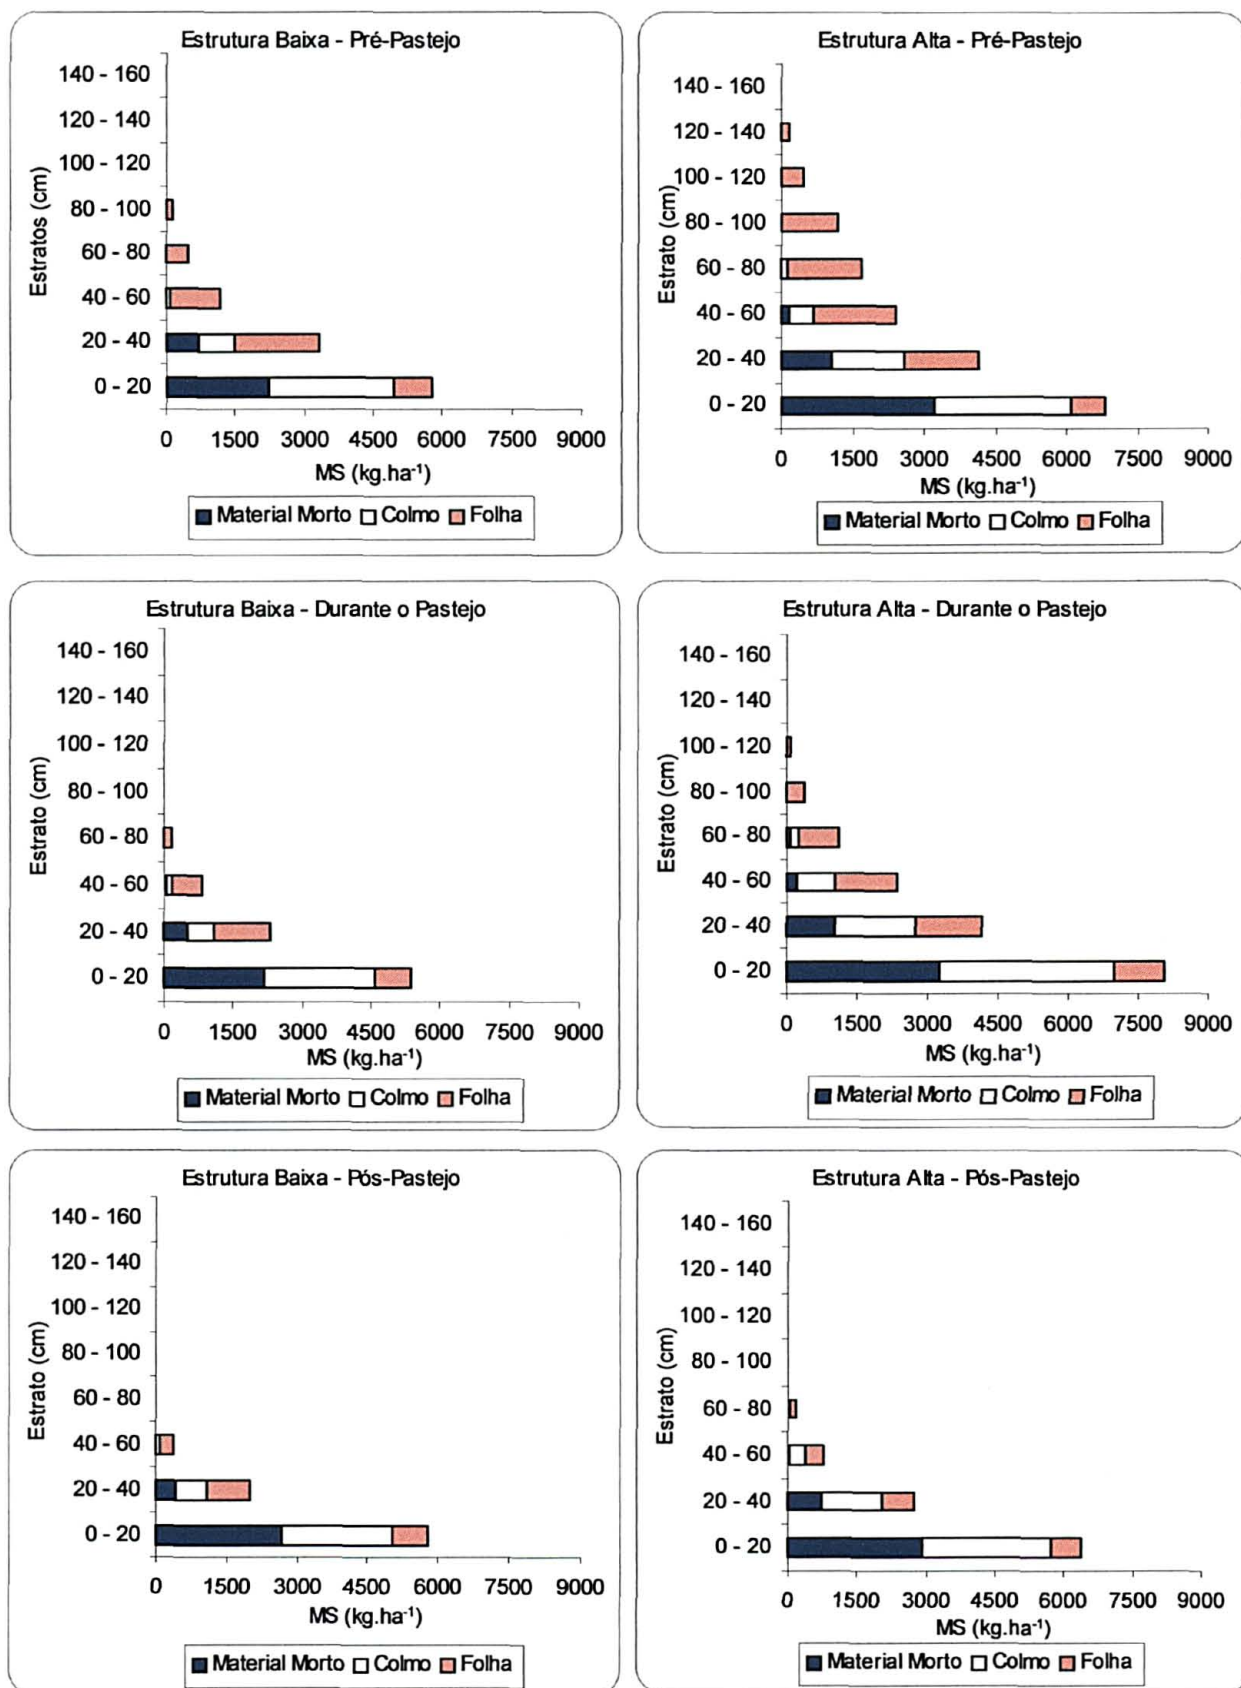 Estrutura Baixa - Pré-Pastejo
Estratos (cm)
140 - 160
120 - 140
100 - 120
80 - 100
60 - 80
40 - 60
20 - 40
0 - 20
0 1500 3000 4500 6000 7500 9000
MS (kg.ha⁻¹)
Material Morto Colmo Folha
Estrutura Alta - Pré-Pastejo
Estrato (cm)
140 - 160
120 - 140
100 - 120
80 - 100
60 - 80
40 - 60
20 - 40
0 - 20
0 1500 3000 4500 6000 7500 9000
MS (kg.ha⁻¹)
Material Morto Colmo Folha
Estrutura Baixa - Durante o Pastejo
Estrato (cm)
140 - 160
120 - 140
100 - 120
80 - 100
60 - 80
40 - 60
20 - 40
0 - 20
0 1500 3000 4500 6000 7500 9000
MS (kg.ha⁻¹)
Material Morto Colmo Folha
Estrutura Alta - Durante o Pastejo
Estrato (cm)
140 - 160
120 - 140
100 - 120
80 - 100
60 - 80
40 - 60
20 - 40
0 - 20
0 1500 3000 4500 6000 7500 9000
MS (kg.ha⁻¹)
Material Morto Colmo Folha
Estrutura Baixa - Pós-Pastejo
Estrato (cm)
140 - 160
120 - 140
100 - 120
80 - 100
60 - 80
40 - 60
20 - 40
0 - 20
0 1500 3000 4500 6000 7500 9000
MS (kg.ha⁻¹)
Material Morto Colmo Folha
Estrutura Alta - Pós-Pastejo
Estrato (cm)
140 - 160
120 - 140
100 - 120
80 - 100
60 - 80
40 - 60
20 - 40
0 - 20
0 1500 3000 4500 6000 7500 9000
MS (kg.ha⁻¹)
Material Morto Colmo Folha